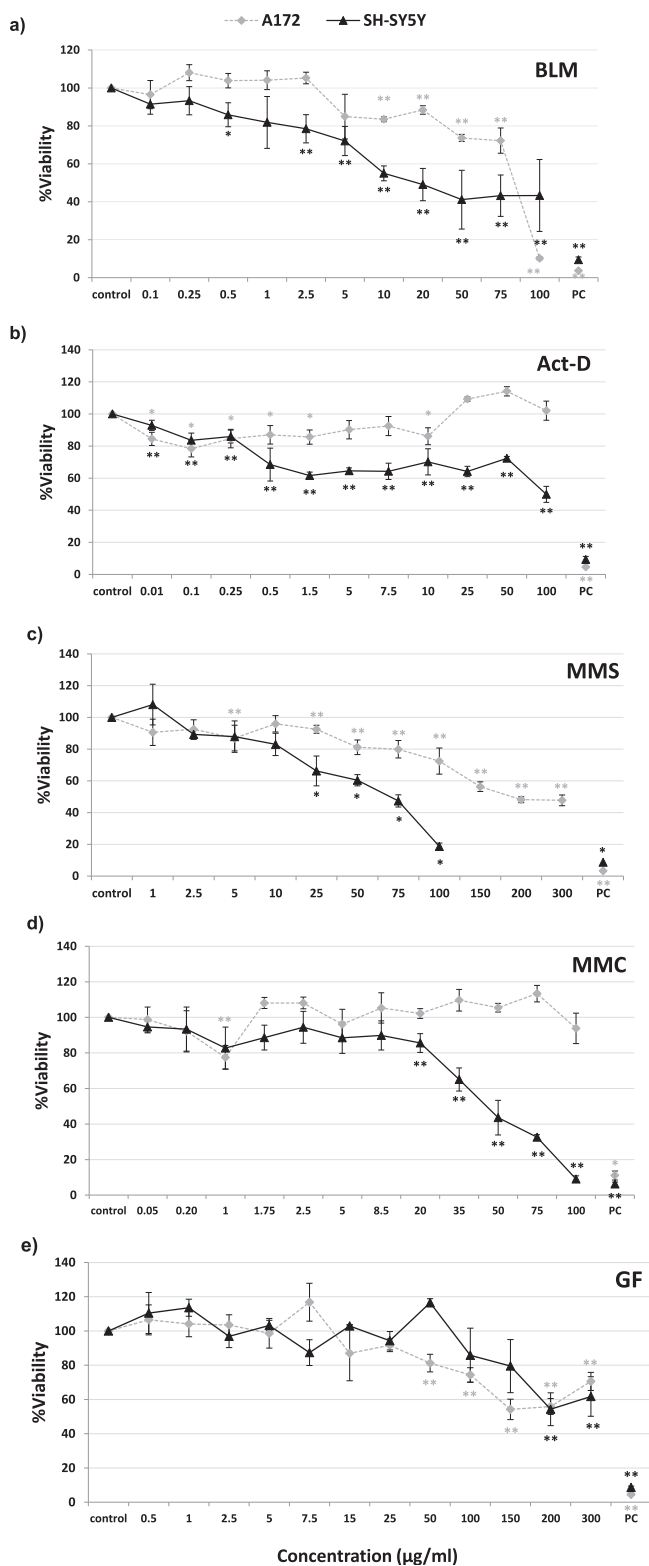 A172 SH-SY5Y
a)
BLM
%Viability
120
100
80
60
40
20
0
** ** ** ** **
* ** ** ** ** ** ** ** **
** **
control 0.1 0.25 0.5 1 2.5 5 10 20 50 75 100 PC
b)
Act-D
%Viability
140
120
100
80
60
40
20
0
* * * * * *
** ** ** ** ** ** ** ** ** ** **
**
**
control 0.01 0.1 0.25 0.5 1.5 5 7.5 10 25 50 100 PC
c)
MMS
%Viability
140
120
100
80
60
40
20
0
** ** ** ** ** ** ** **
* * * *
*
**
control 1 2.5 5 10 25 50 75 100 150 200 300 PC
d)
MMC
%Viability
140
120
100
80
60
40
20
0
**
** ** ** ** **
*
**
control 0.05 0.20 1 1.75 2.5 5 8.5 20 35 50 75 100 PC
e)
GF
%Viability
140
120
100
80
60
40
20
0
** ** ** ** **
** **
**
**
control 0.5 1 2.5 5 7.5 15 25 50 100 150 200 300 PC
Concentration (µg/ml)